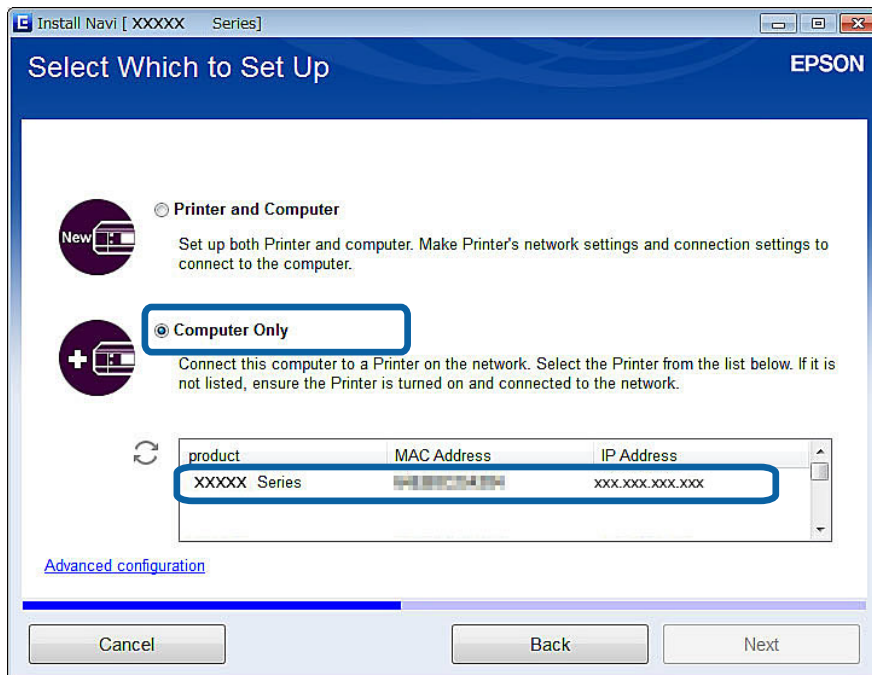 Install Navi [ XXXXX Series]
Select Which to Set Up
EPSON
New
Printer and Computer
Set up both Printer and computer. Make Printer's network settings and connection settings to
connect to the computer.
Computer Only
Connect this computer to a Printer on the network. Select the Printer from the list below. If it is
not listed, ensure the Printer is turned on and connected to the network.
product MAC Address IP Address
XXXXX Series xxx.xxx.xxx.xxx
Advanced configuration
Cancel Back Next